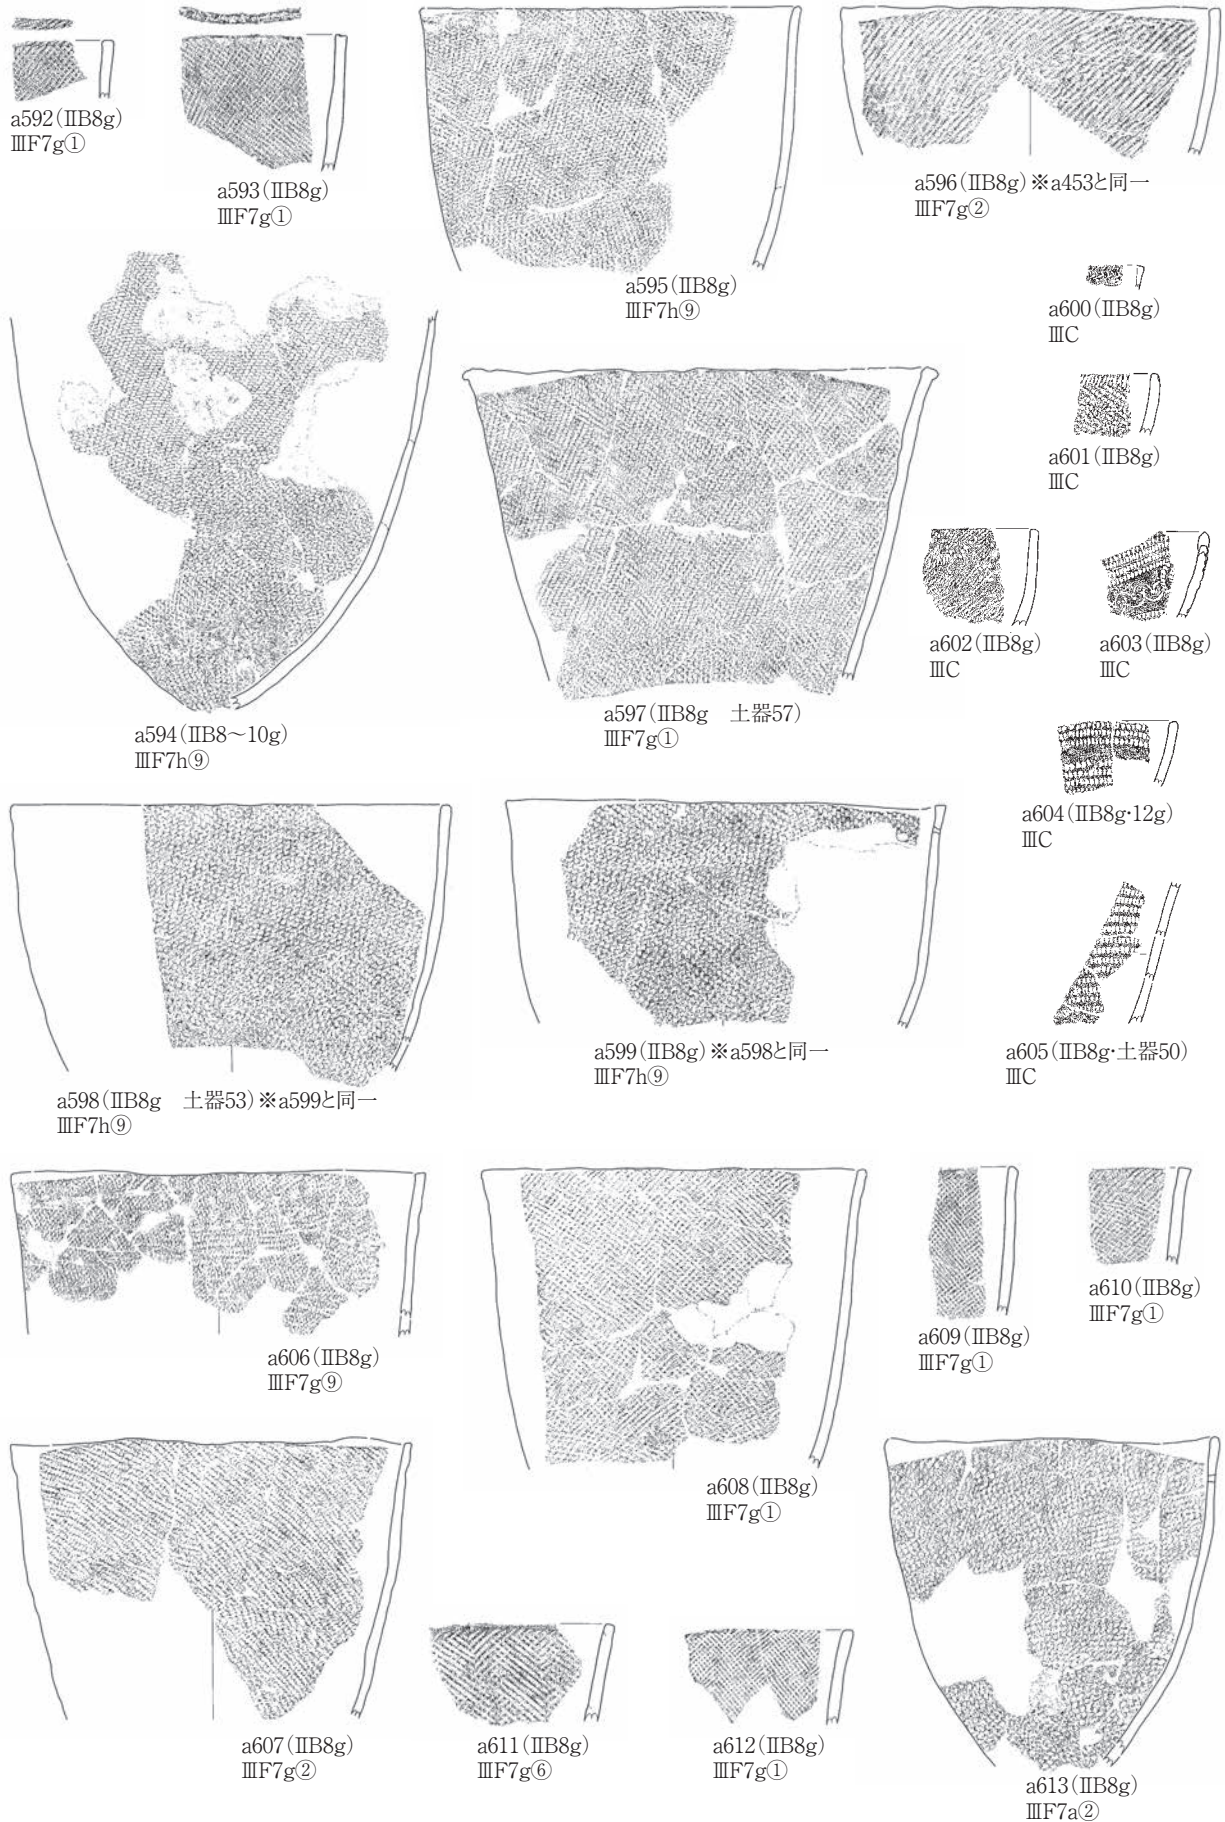 a592(ⅡB8g)
ⅢF7g①
a593(ⅡB8g)
ⅢF7g①
a595(ⅡB8g)
ⅢF7h⑨
a596(ⅡB8g)※a453と同一
ⅢF7g②
a594(ⅡB8～10g)
ⅢF7h⑨
a597(ⅡB8g　土器57)
ⅢF7g①
a600(ⅡB8g)
ⅢC
a601(ⅡB8g)
ⅢC
a602(ⅡB8g)
ⅢC
a603(ⅡB8g)
ⅢC
a604(ⅡB8g・12g)
ⅢC
a605(ⅡB8g・土器50)
ⅢC
a598(ⅡB8g　土器53)※a599と同一
ⅢF7h⑨
a599(ⅡB8g)※a598と同一
ⅢF7h⑨
a606(ⅡB8g)
ⅢF7g⑨
a608(ⅡB8g)
ⅢF7g①
a609(ⅡB8g)
ⅢF7g①
a610(ⅡB8g)
ⅢF7g①
a607(ⅡB8g)
ⅢF7g②
a611(ⅡB8g)
ⅢF7g⑥
a612(ⅡB8g)
ⅢF7g①
a613(ⅡB8g)
ⅢF7a②